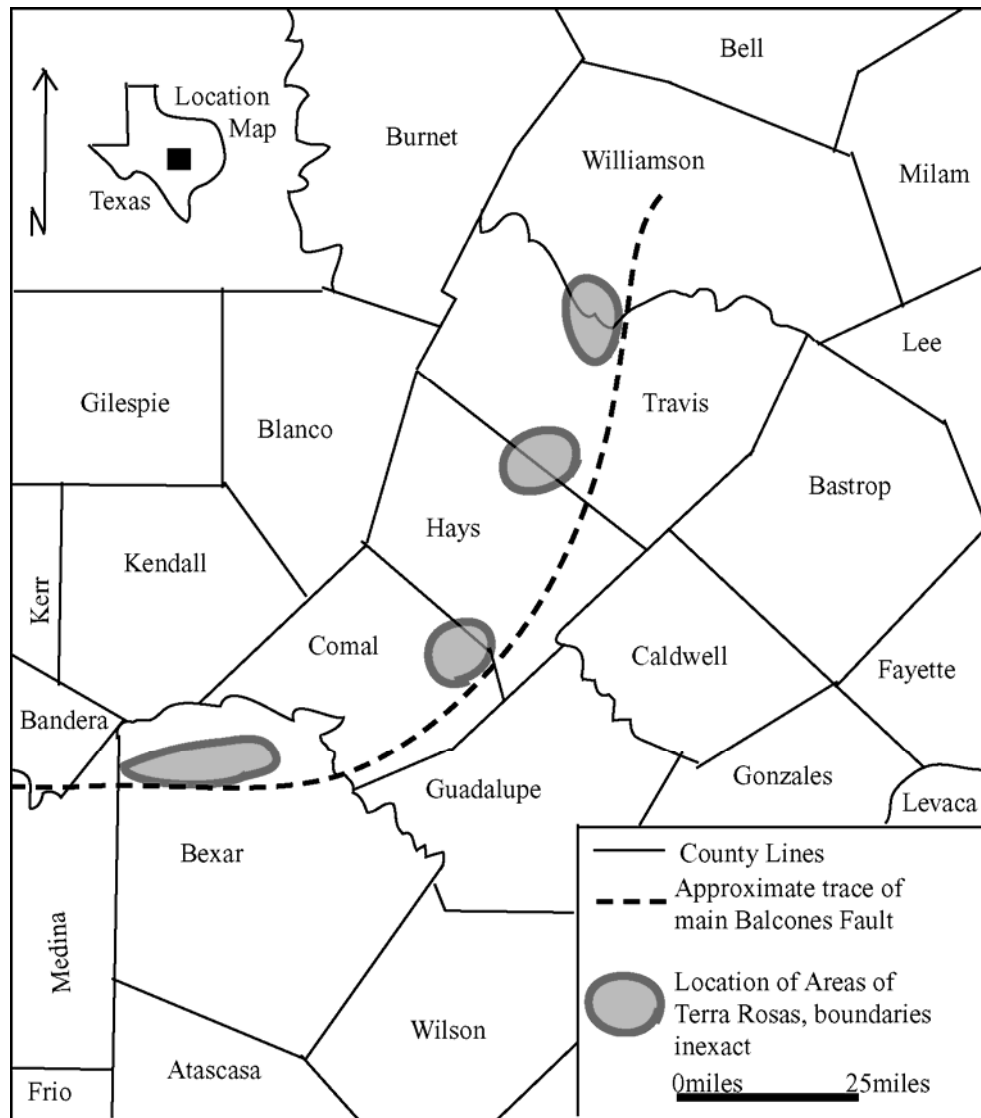 Bell
Location
Map
Burnet
Williamson
Milam
Texas
N
Lee
Gilespie
Travis
Blanco
Bastrop
Hays
Kendall
Kerr
Comal
Caldwell
Fayette
Bandera
Gonzales
Guadalupe
Levaca
Bexar
County Lines
Approximate trace of
main Balcones Fault
Medina
Location of Areas of
Terra Rosas, boundaries
inexact
Wilson
Atascasa
Frio
0miles 25miles